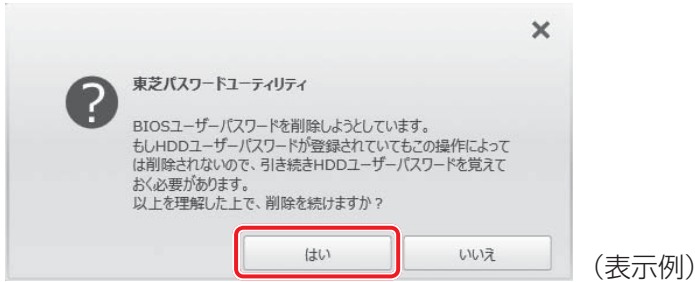 東芝パスワードユーティリティ
BIOSユーザーパスワードを削除しようとしています。
もしHDDユーザーパスワードが登録されていてもこの操作によって
は削除されないので、引き続きHDDユーザーパスワードを覚えて
おく必要があります。
以上を理解した上で、削除を続けますか？
はい
いいえ
（表示例）